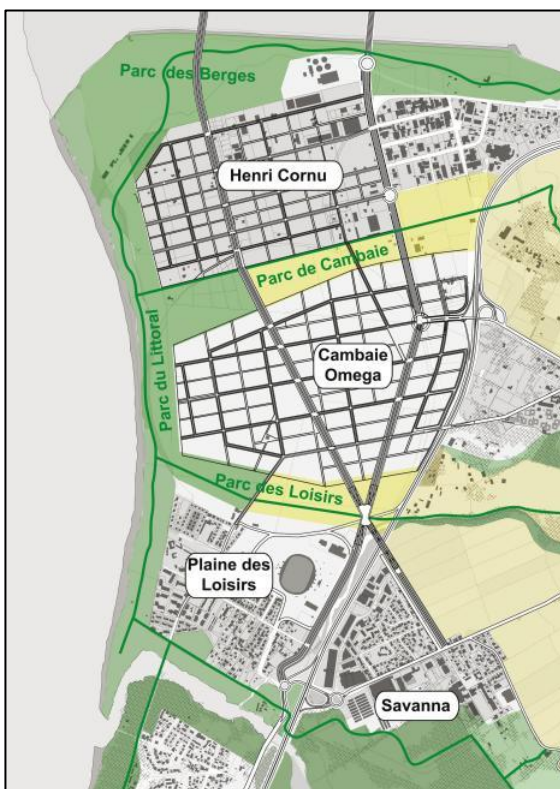 Parc des Berges
Henri Cornu
Parc de Cambaie
Parc du Littoral
Cambaie
Omega
Parc des Loisirs
Plaine des
Loisirs
Savanna